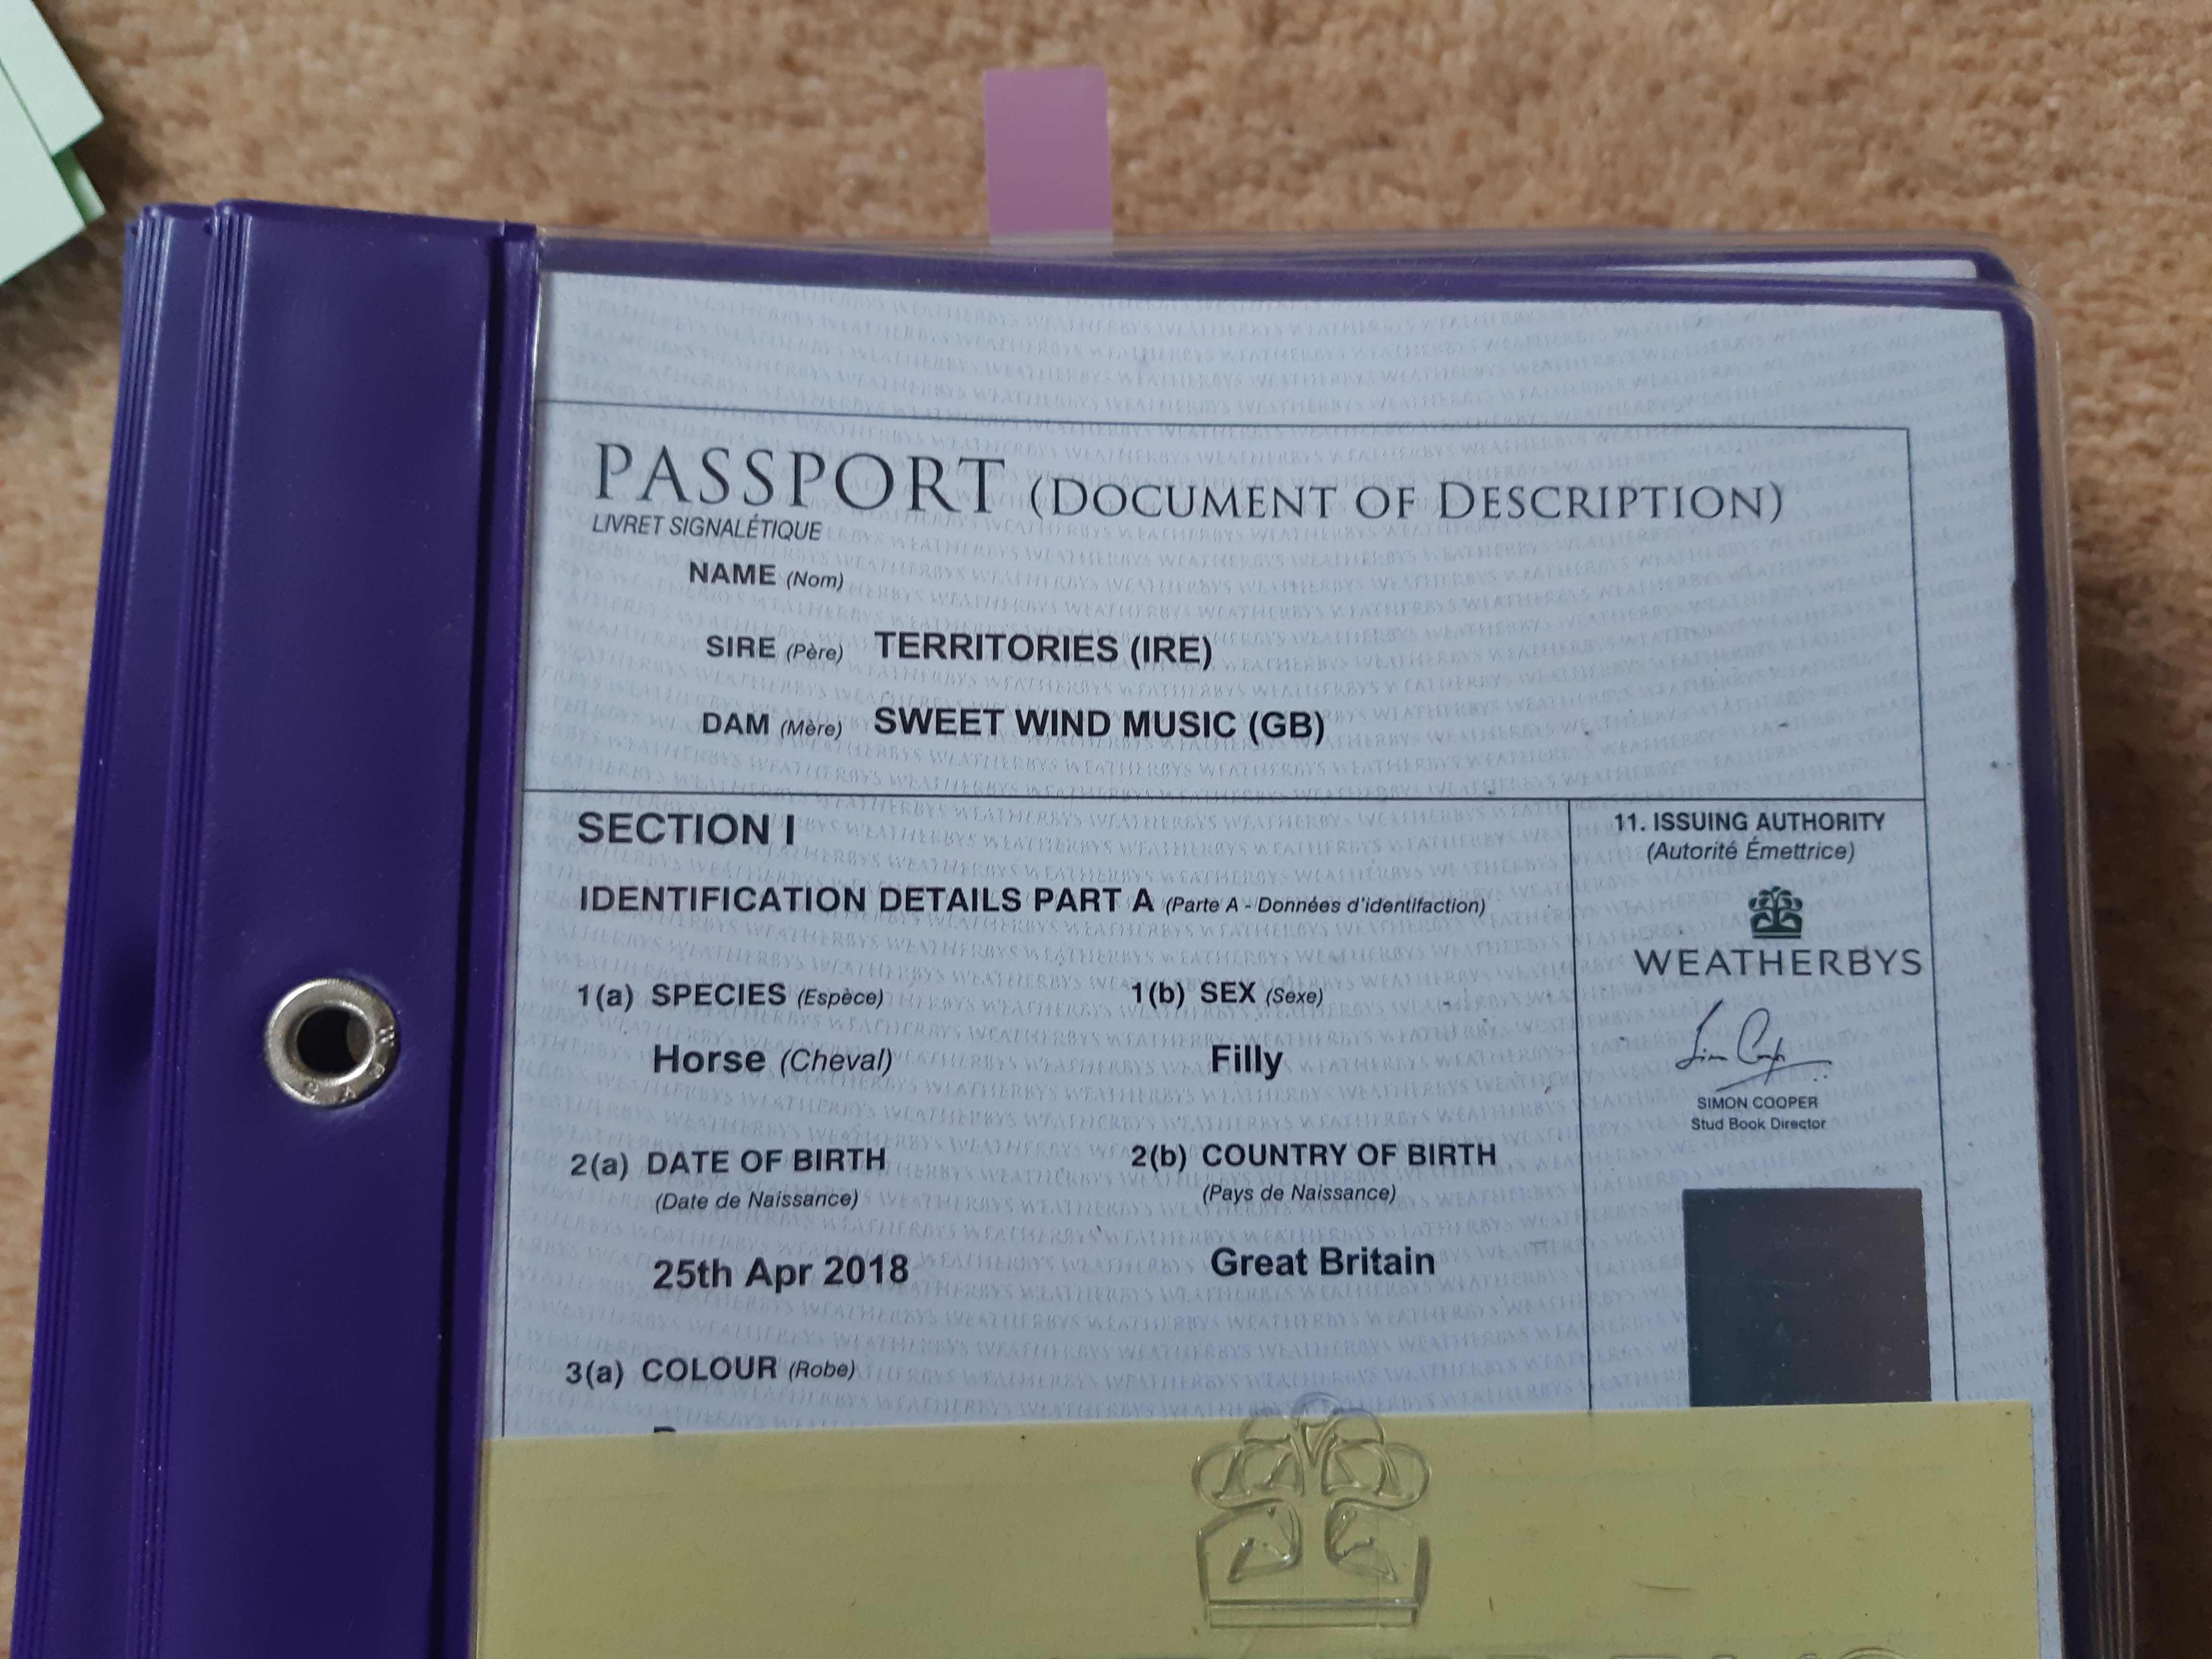 PASSPORT (DOCUMENT OF DESCRIPTION)
LIVRET SIGNALÉTIQUE
NAME (Nom)
SIRE (Père) TERRITORIES (IRE)
DAM (Mère) SWEET WIND MUSIC (GB)
SECTION I
IDENTIFICATION DETAILS PART A (Parte A - Données d'identifaction)
1(a) SPECIES (Espèce)
Horse (Cheval)
1(b) SEX (Sexe)
Filly
2(a) DATE OF BIRTH
(Date de Naissance)
25th Apr 2018
2(b) COUNTRY OF BIRTH
(Pays de Naissance)
Great Britain
3(a) COLOUR (Robe)
11. ISSUING AUTHORITY
(Autorité Émettrice)
WEATHERBYS
SIMON COOPER
Stud Book Director